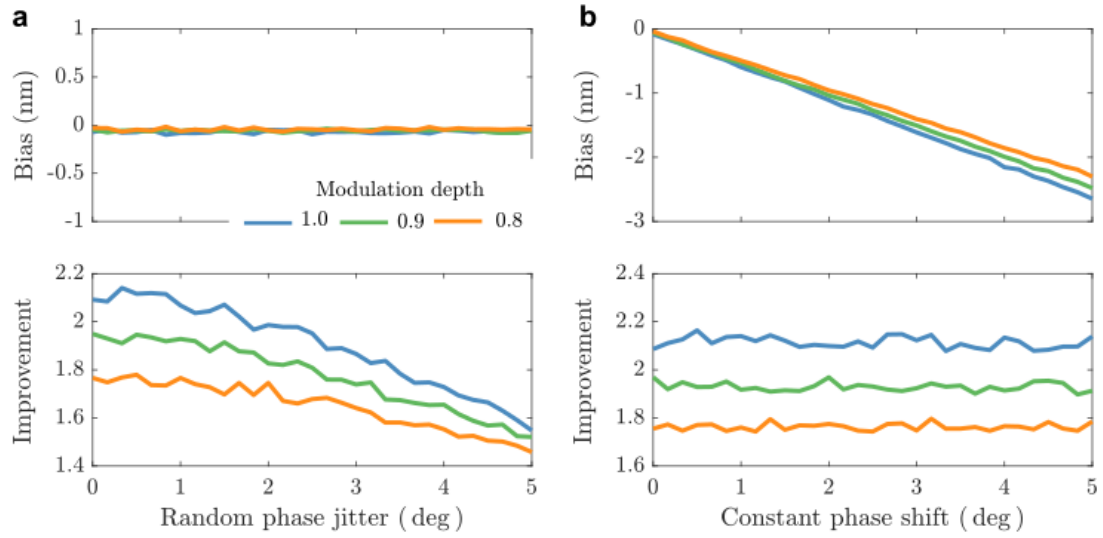 a
1
0.5
0
-0.5
-1
Bias (nm)
Modulation depth
1.0 0.9 0.8
2.2
2
1.8
1.6
1.4
Improvement
0 1 2 3 4 5
Random phase jitter (deg)
b
0
-1
-2
-3
Bias (nm)
2.4
2.2
2
1.8
1.6
Improvement
0 1 2 3 4 5
Constant phase shift (deg)